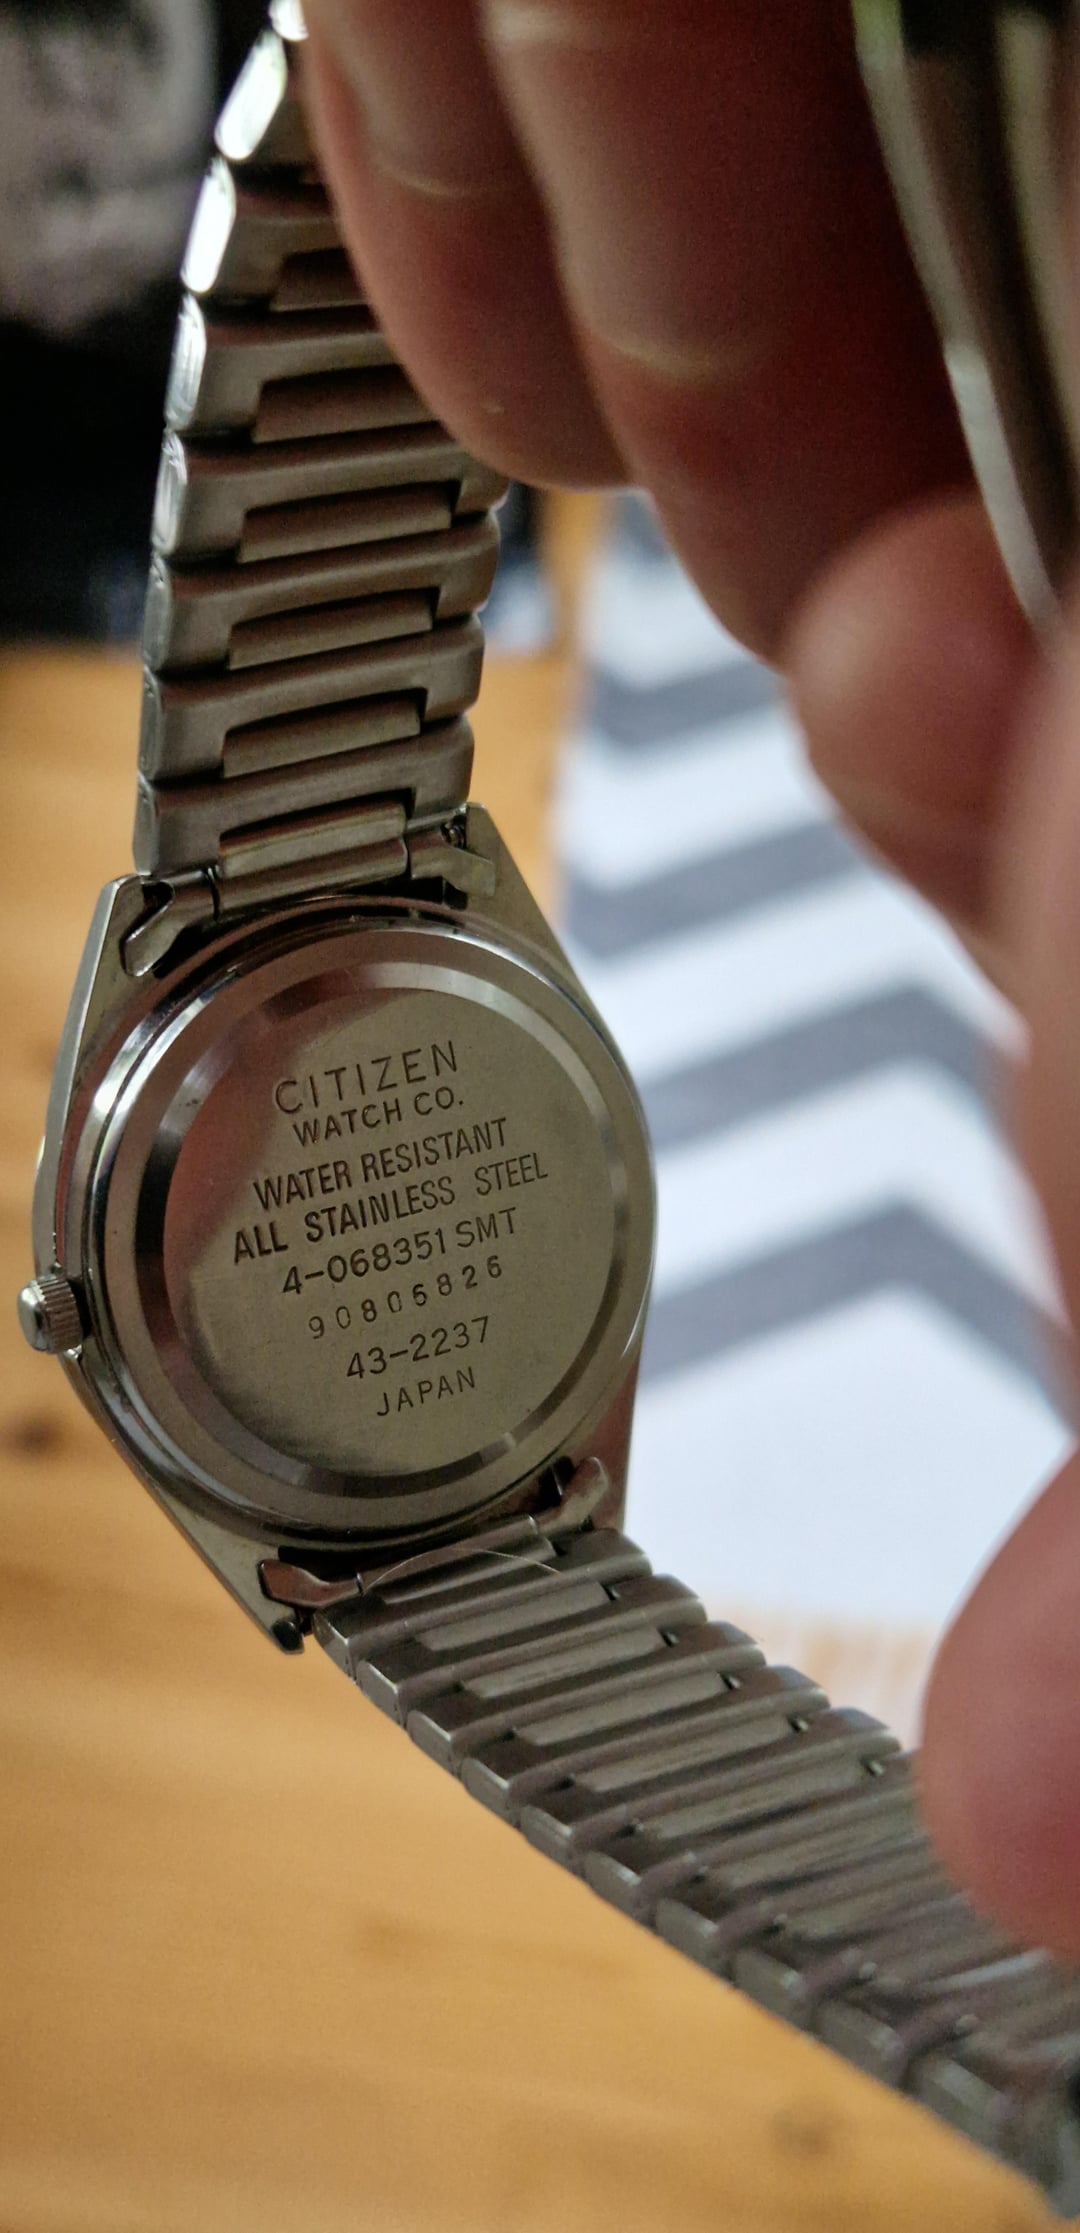 CITIZEN
WATCH CO.
WATER RESISTANT
ALL STAINLESS STEEL
4-068351 SMT
90806826
43-2237
JAPAN